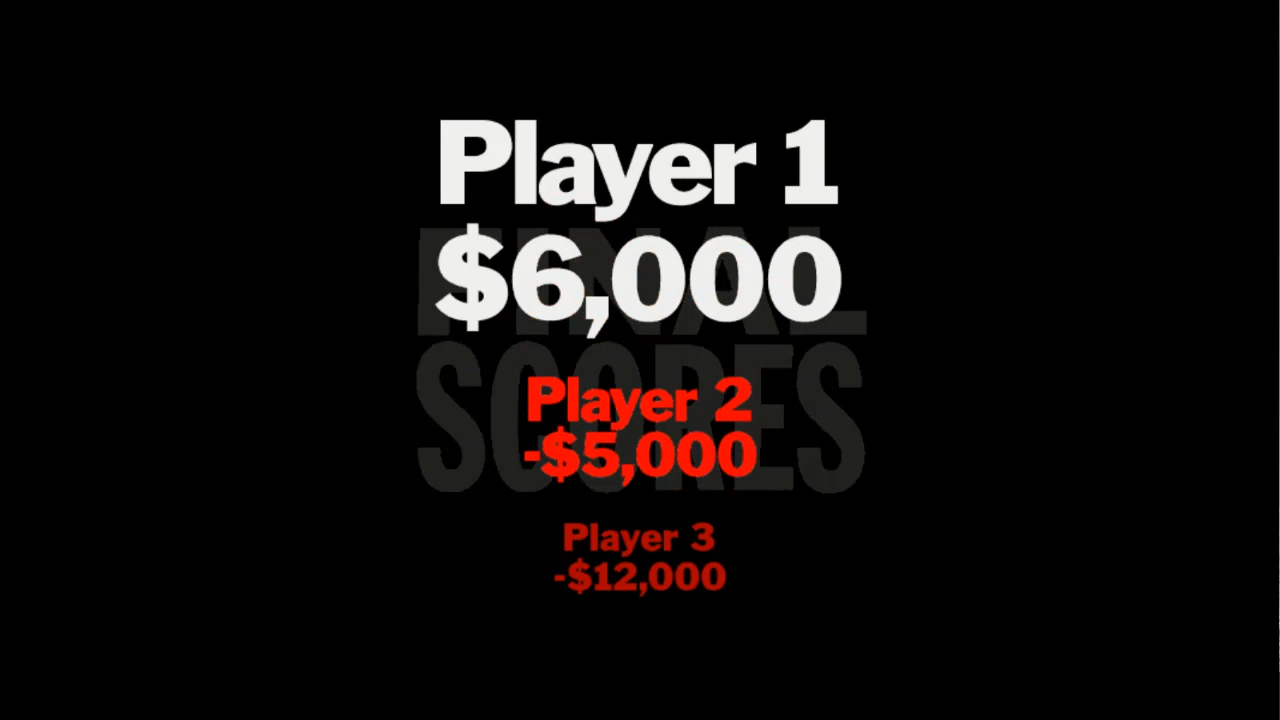 FINAL
SCORES
Player 1
$6,000
Player 2
-$5,000
Player 3
-$12,000